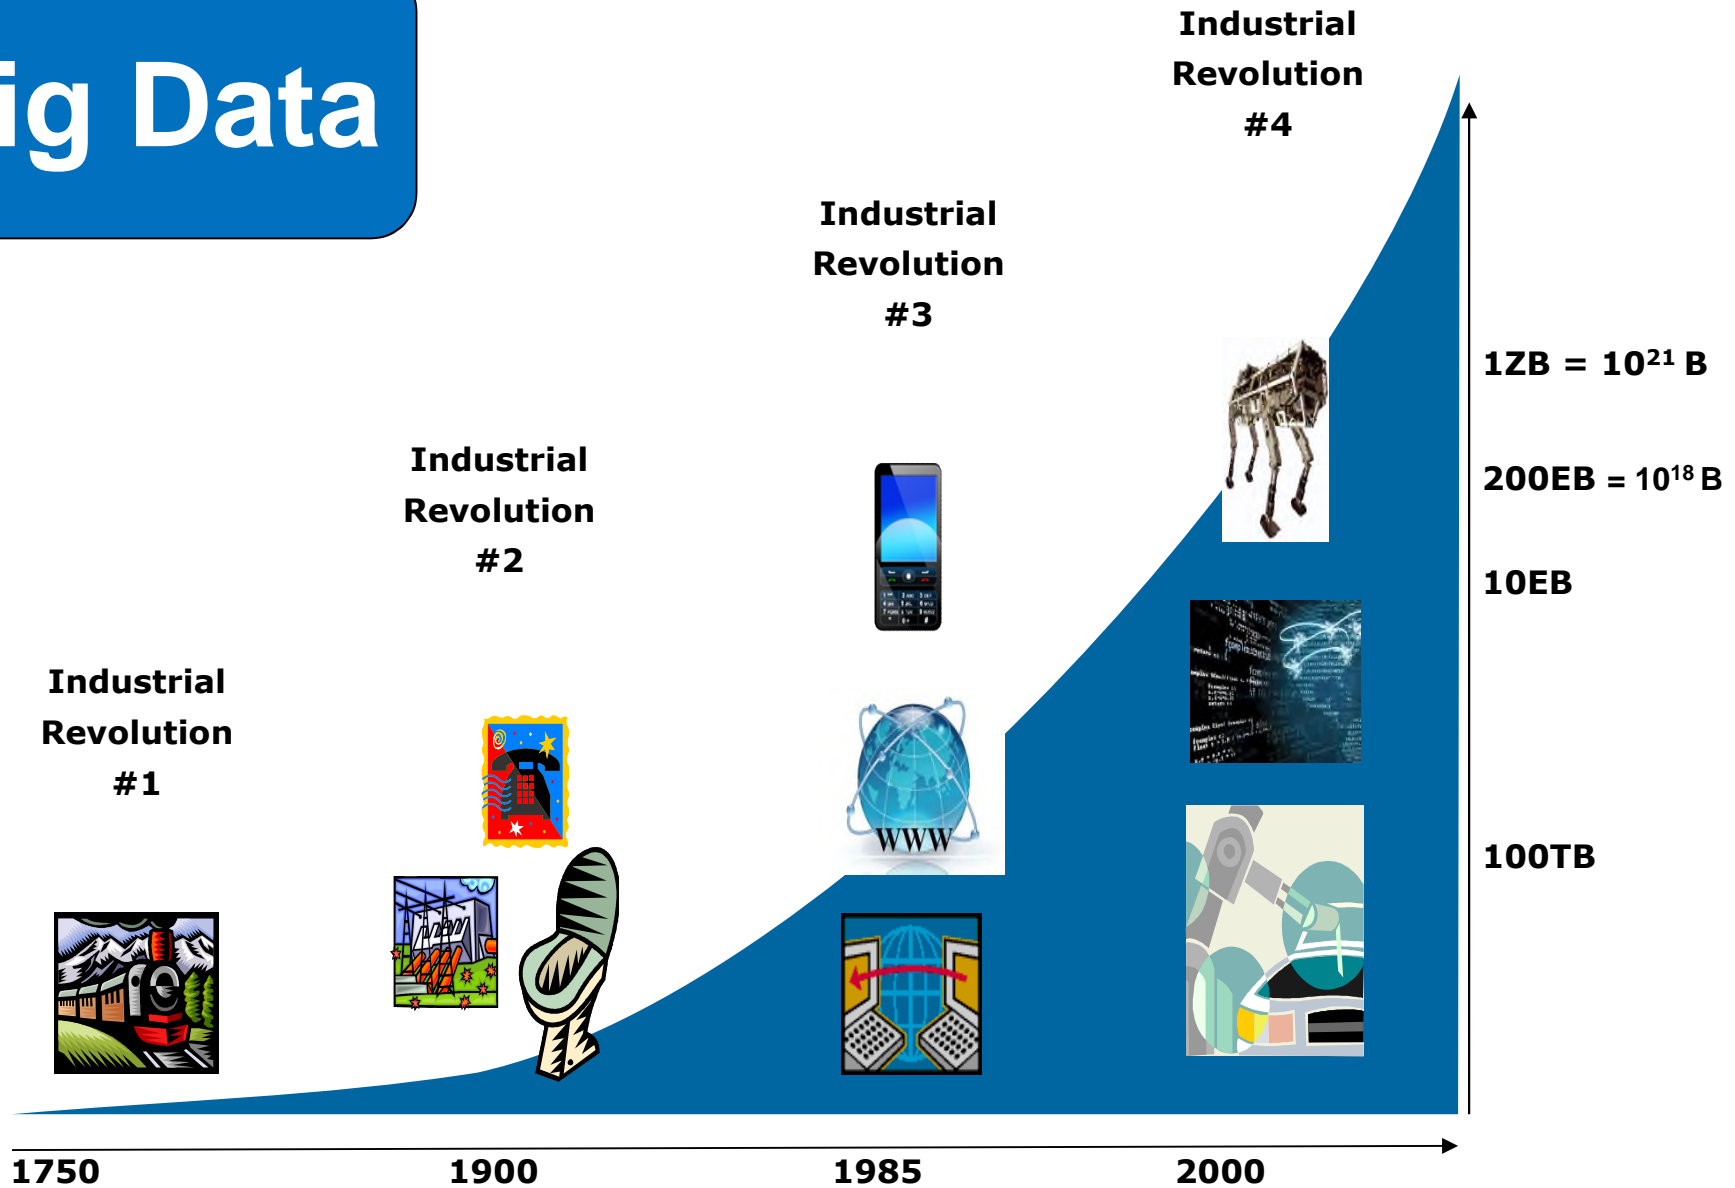 ig Data
Industrial
Revolution
#4
Industrial
Revolution
#3
1ZB = 10²¹ B
Industrial
Revolution
#2
200EB = 10¹⁸ B
10EB
Industrial
Revolution
#1
WWW
100TB
1750
1900
1985
2000